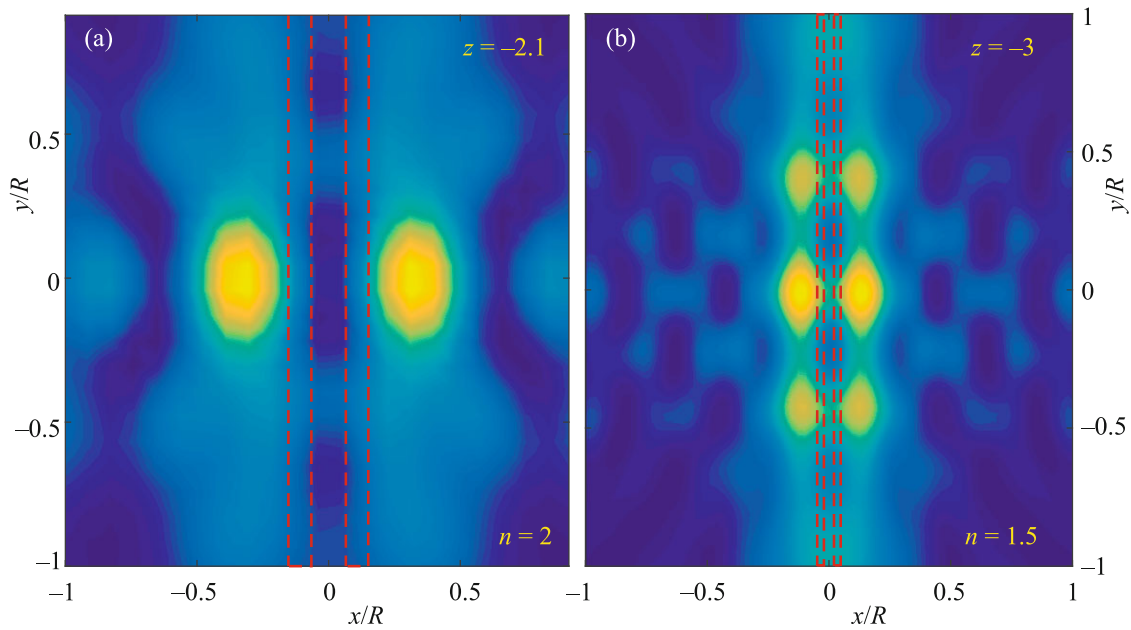 (a)
z = –2.1
n = 2
y/R
0.5
0
–0.5
–1
–1
–0.5
0
0.5
x/R
(b)
z = –3
n = 1.5
–1
–0.5
0
0.5
1
x/R
1
0.5
0
–0.5
–1
y/R